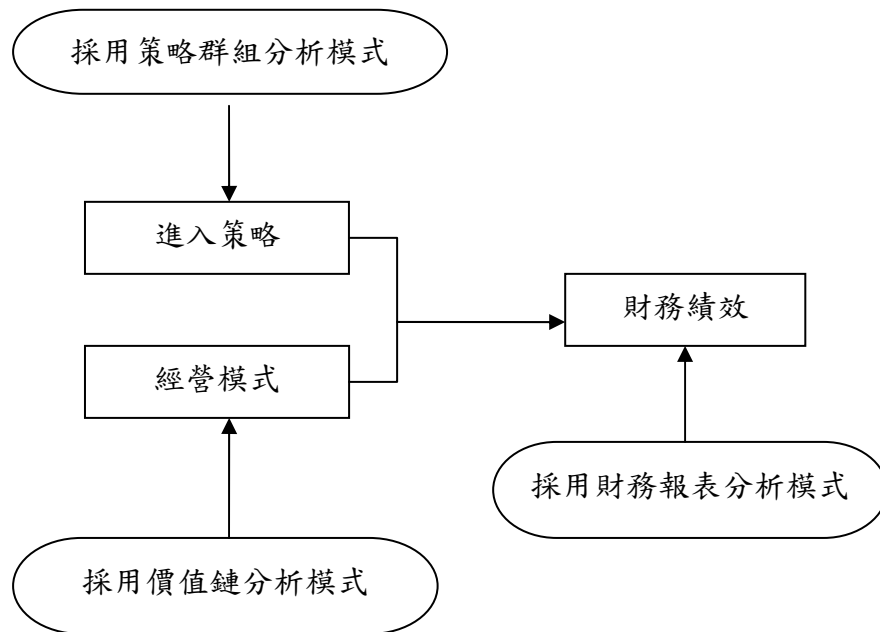 採用策略群組分析模式
進入策略
財務績效
經營模式
採用財務報表分析模式
採用價值鏈分析模式